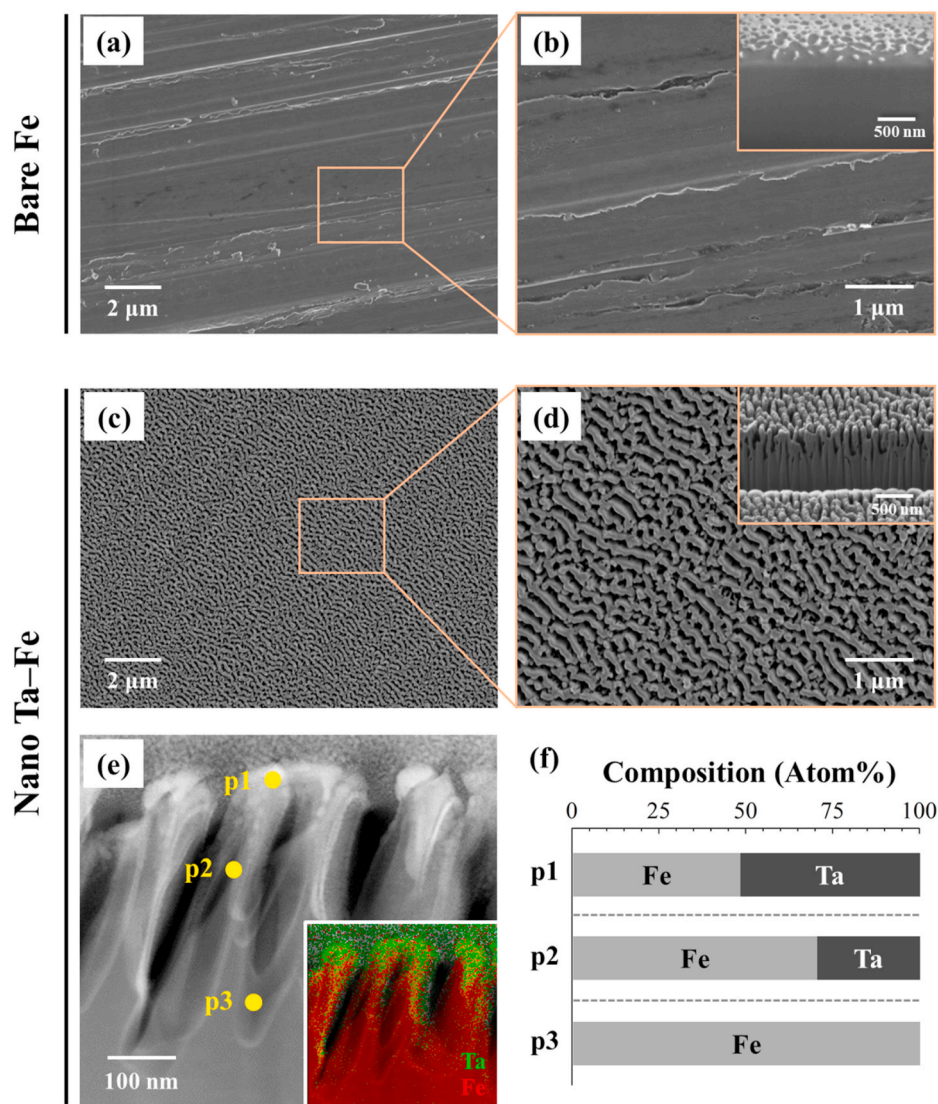 Bare Fe
(a)
2 µm
(b)
500 nm
1 µm
Nano Ta–Fe
(c)
2 µm
(d)
500 nm
1 µm
(e)
p1
p2
p3
100 nm
Ta
Fe
(f)
Composition (Atom%)
0 25 50 75 100
p1 Fe Ta
p2 Fe Ta
p3 Fe